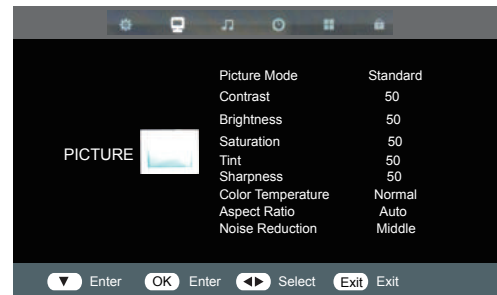 Picture Mode Standard
Contrast 50
Brightness 50
Saturation 50
PICTURE
Tint 50
Sharpness 50
Color Temperature Normal
Aspect Ratio Auto
Noise Reduction Middle
▼ Enter OK Enter ◀▶ Select Exit Exit